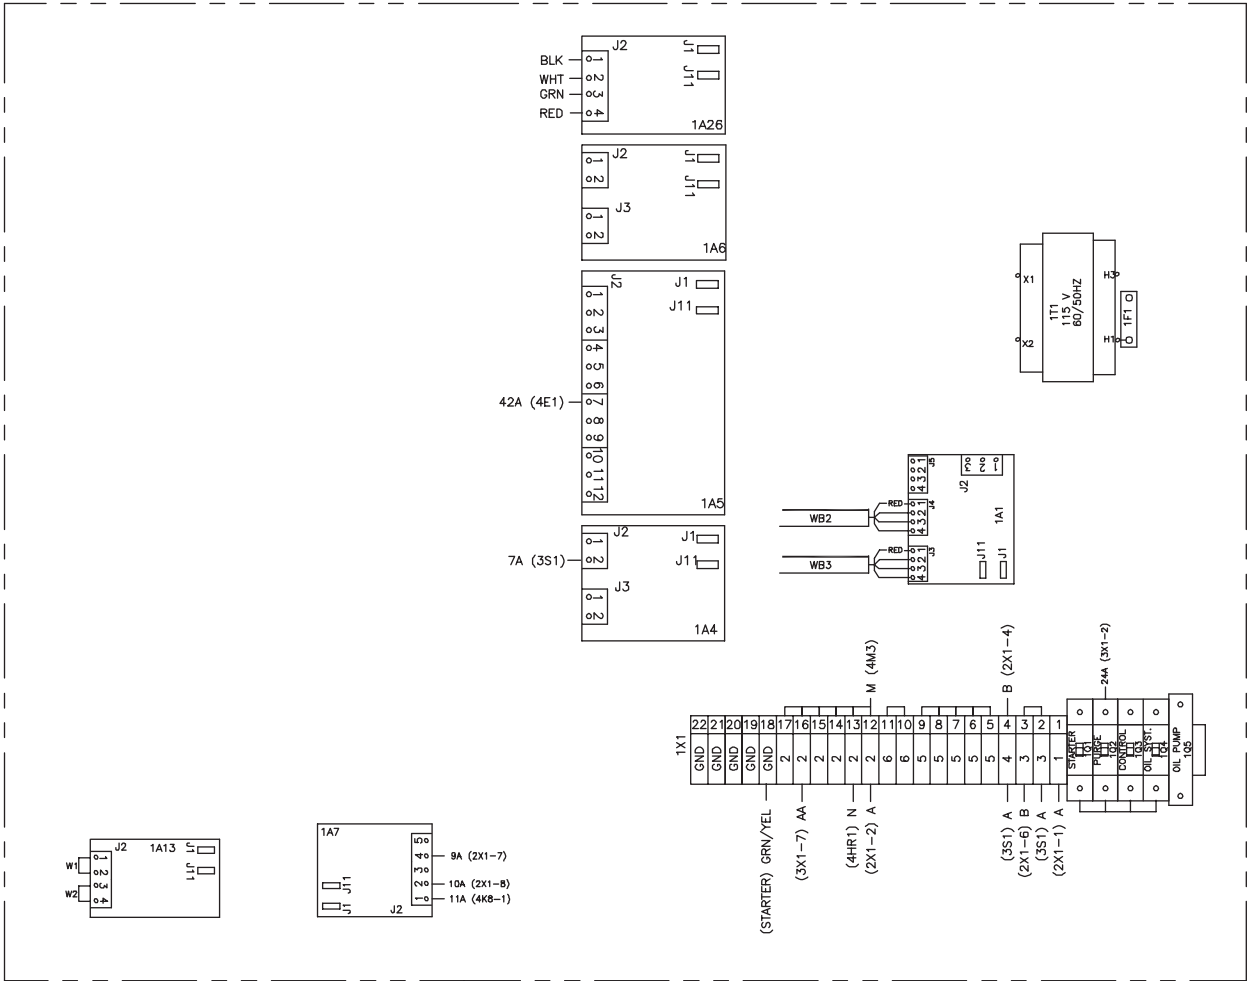 J2
BLK 1
WHT 2
GRN 3
RED 4
J1
J11
1A26
J2
1
2
J3
1
2
J1
J11
1A6
J2
1
2
3
4
5
6
42A (4E1) 7
8
9
10
11
12
J1
J11
1A5
J2
1
7A (3S1) 2
J3
1
2
J1
J11
1A4
X1
X2
1T1
115 V
60/50HZ
H3
H1
1F1
J5
4 3 2 1
J2
3 2 1
WB2
RED
J4
4 3 2 1
1A1
WB3
RED
J3
4 3 2 1
J11
J1
M (4M3)
B (2X1-4)
24A (3X1-2)
1X1
22 21 20 19 18 17 16 15 14 13 12 11 10 9 8 7 6 5 4 3 2 1
GND GND GND GND GND 2 2 2 2 2 2 6 6 5 5 5 5 5 4 3 3 1
STARTER
1Q1
PURGE
1Q2
CONTROL
1Q3
OIL SYST.
1Q4
OIL PUMP
1Q5
(STARTER) GRN/YEL
(3X1-7) AA
(4HR1) N
(2X1-2) A
(3S1) A
(2X1-6) B
(3S1) A
(2X1-1) A
J2
1A13
W1
1
2
W2
3
4
J1
J11
1A7
J11
J1
5
4 9A (2X1-7)
3
2 10A (2X1-8)
1 11A (4K8-1)
J2